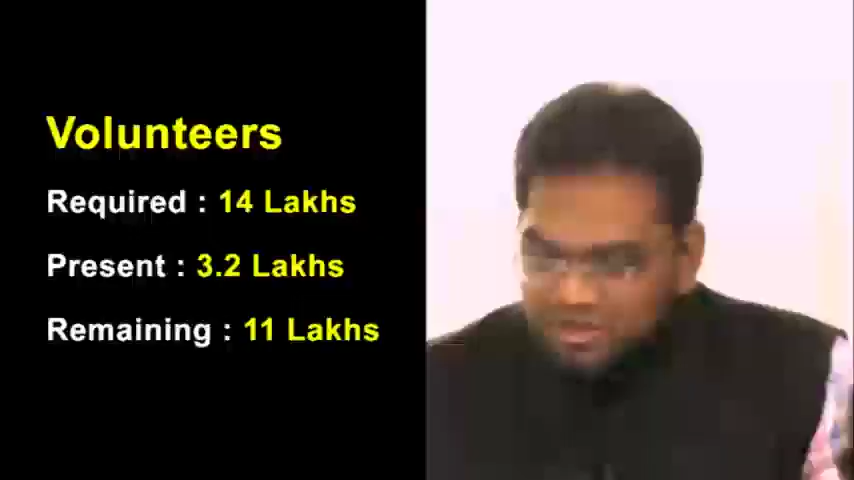 Volunteers
Required : 14 Lakhs
Present : 3.2 Lakhs
Remaining : 11 Lakhs